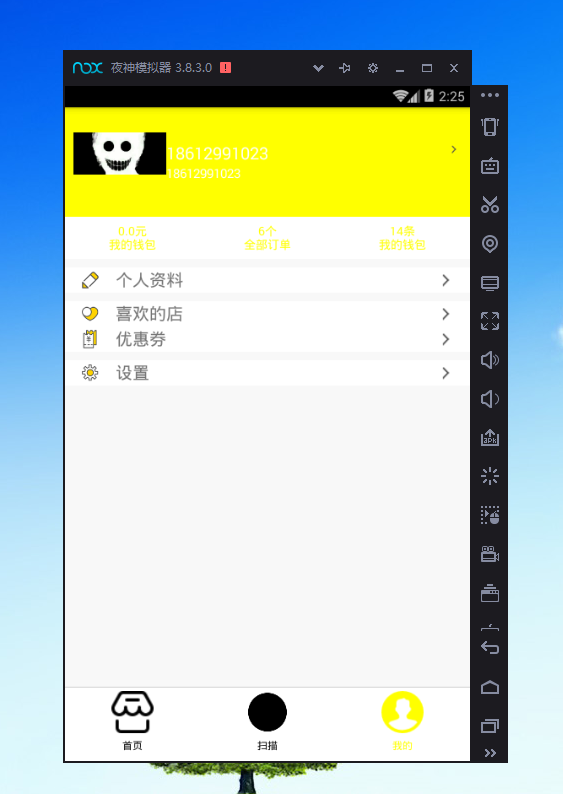 nox 夜神模拟器 3.8.3.0
2:25
18612991023
18612991023
0.0元 6个 14条
我的钱包 全部订单 我的钱包
个人资料
喜欢的店
优惠券
设置
首页 扫描 我的